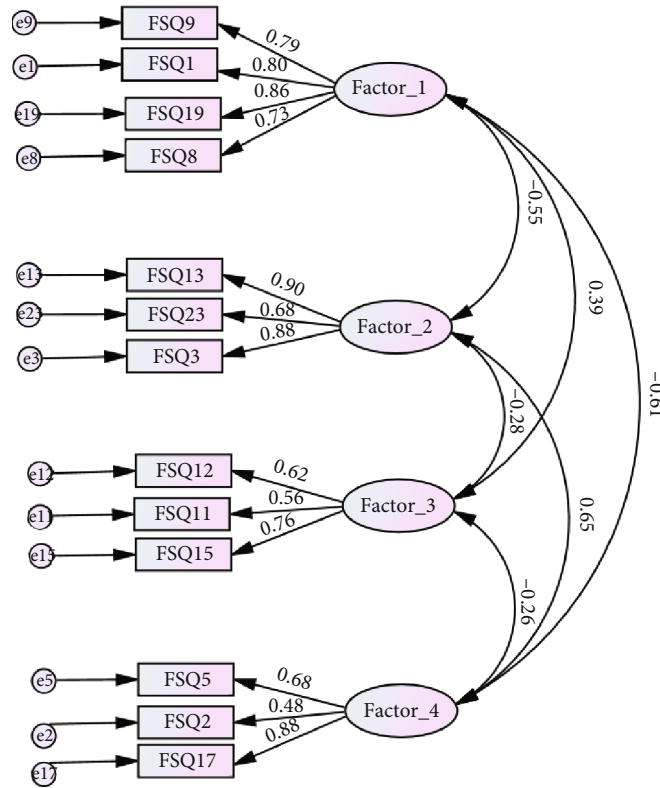 e9
FSQ9
0.79
e1
FSQ1
0.80
Factor_1
e19
FSQ19
0.86
e8
FSQ8
0.73
−0.55
0.39
−0.61
e13
FSQ13
0.90
e23
FSQ23
0.68
Factor_2
e3
FSQ3
0.88
−0.28
0.65
e12
FSQ12
0.62
e11
FSQ11
0.56
Factor_3
e15
FSQ15
0.76
−0.26
e5
FSQ5
0.68
e2
FSQ2
0.48
Factor_4
e17
FSQ17
0.88